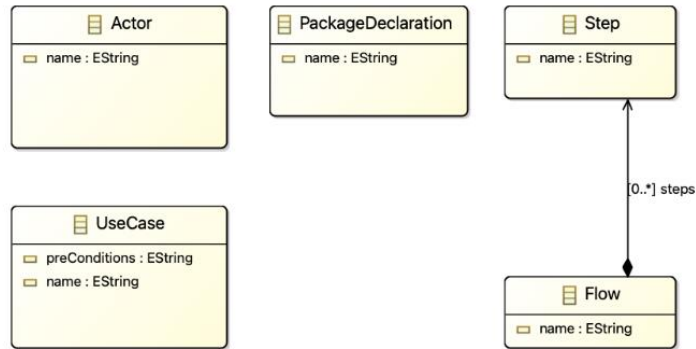 Actor
name : EString
PackageDeclaration
name : EString
Step
name : EString
[0..*] steps
UseCase
preConditions : EString
name : EString
Flow
name : EString